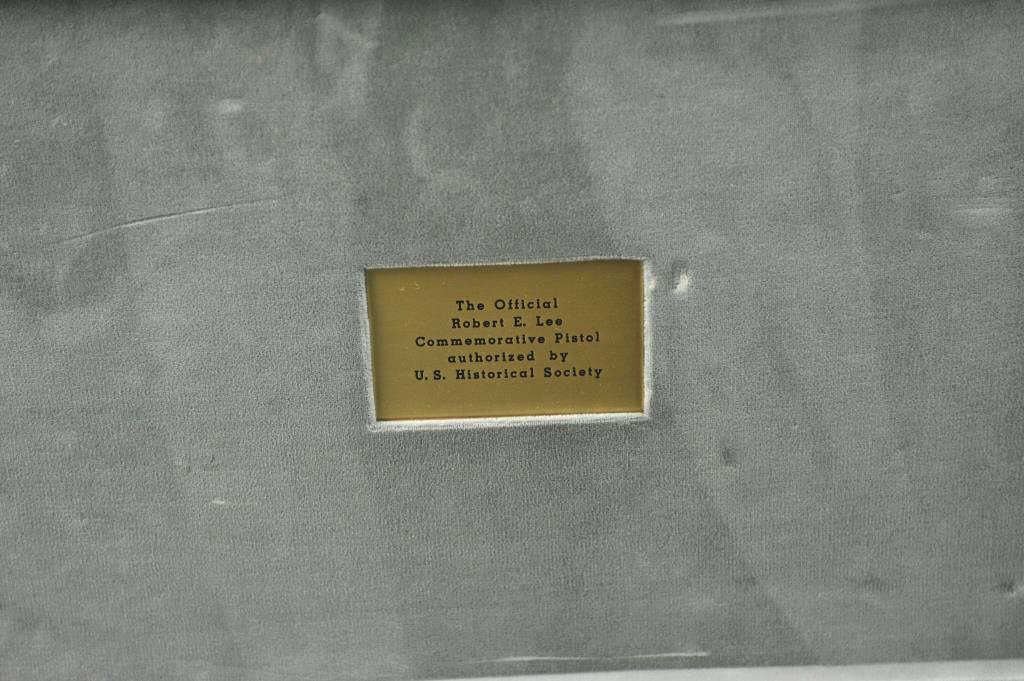 The Official
Robert E. Lee
Commemorative Pistol
authorized by
U.S. Historical Society